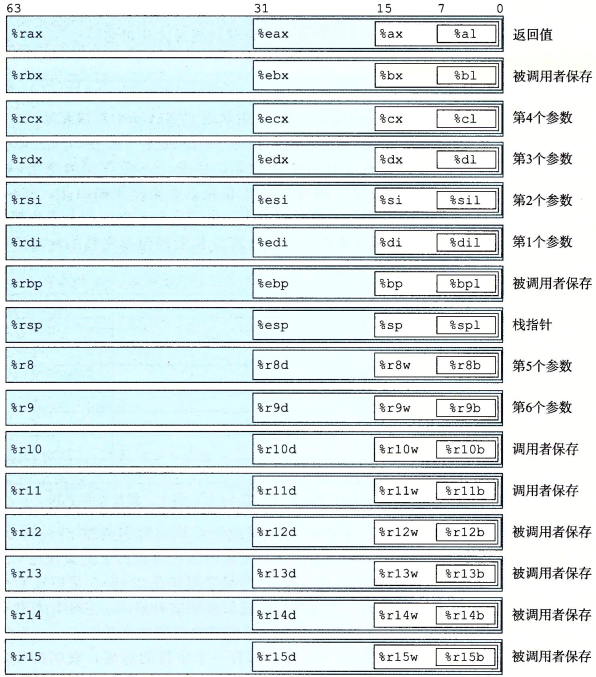 63 31 15 7 0
%rax %eax %ax %al 返回值
%rbx %ebx %bx %bl 被调用者保存
%rcx %ecx %cx %cl 第4个参数
%rdx %edx %dx %dl 第3个参数
%rsi %esi %si %sil 第2个参数
%rdi %edi %di %dil 第1个参数
%rbp %ebp %bp %bpl 被调用者保存
%rsp %esp %sp %spl 栈指针
%r8 %r8d %r8w %r8b 第5个参数
%r9 %r9d %r9w %r9b 第6个参数
%r10 %r10d %r10w %r10b 调用者保存
%r11 %r11d %r11w %r11b 调用者保存
%r12 %r12d %r12w %r12b 被调用者保存
%r13 %r13d %r13w %r13b 被调用者保存
%r14 %r14d %r14w %r14b 被调用者保存
%r15 %r15d %r15w %r15b 被调用者保存